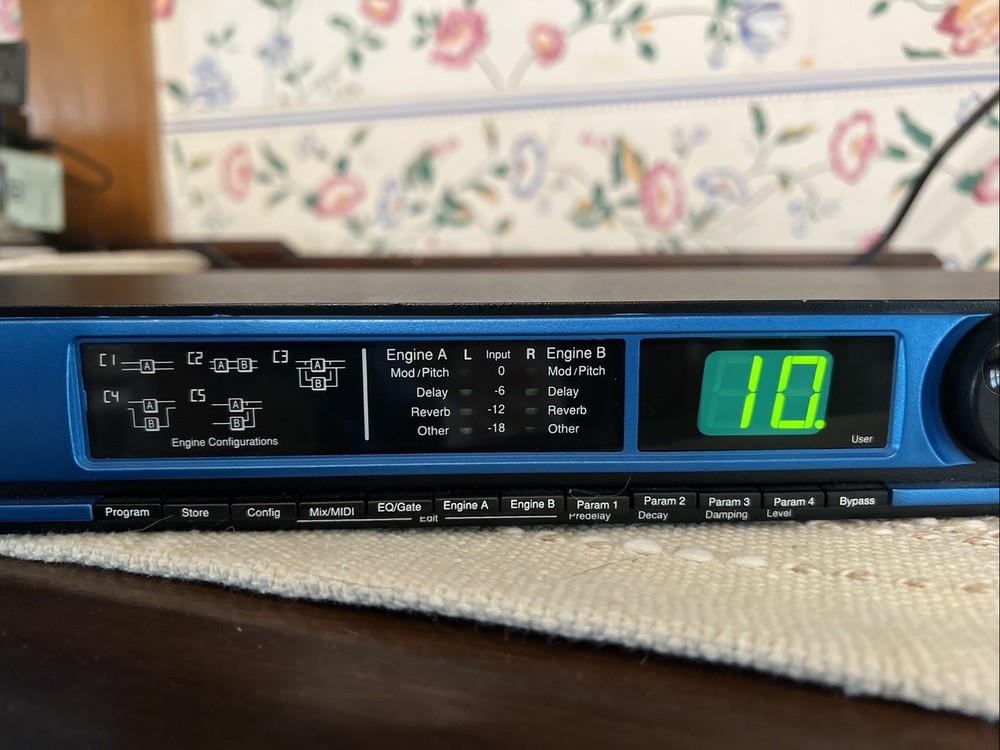 C1 A
C2 A B
C3 A B
C4 A B
C5 A B
Engine Configurations
Engine A L Input R Engine B
Mod/Pitch 0 Mod/Pitch
Delay -6 Delay
Reverb -12 Reverb
Other -18 Other
10.
User
Program Store Config Mix/MIDI EQ/Gate Engine A Engine B Param 1 Param 2 Param 3 Param 4 Bypass
Edit Predelay Decay Damping Level